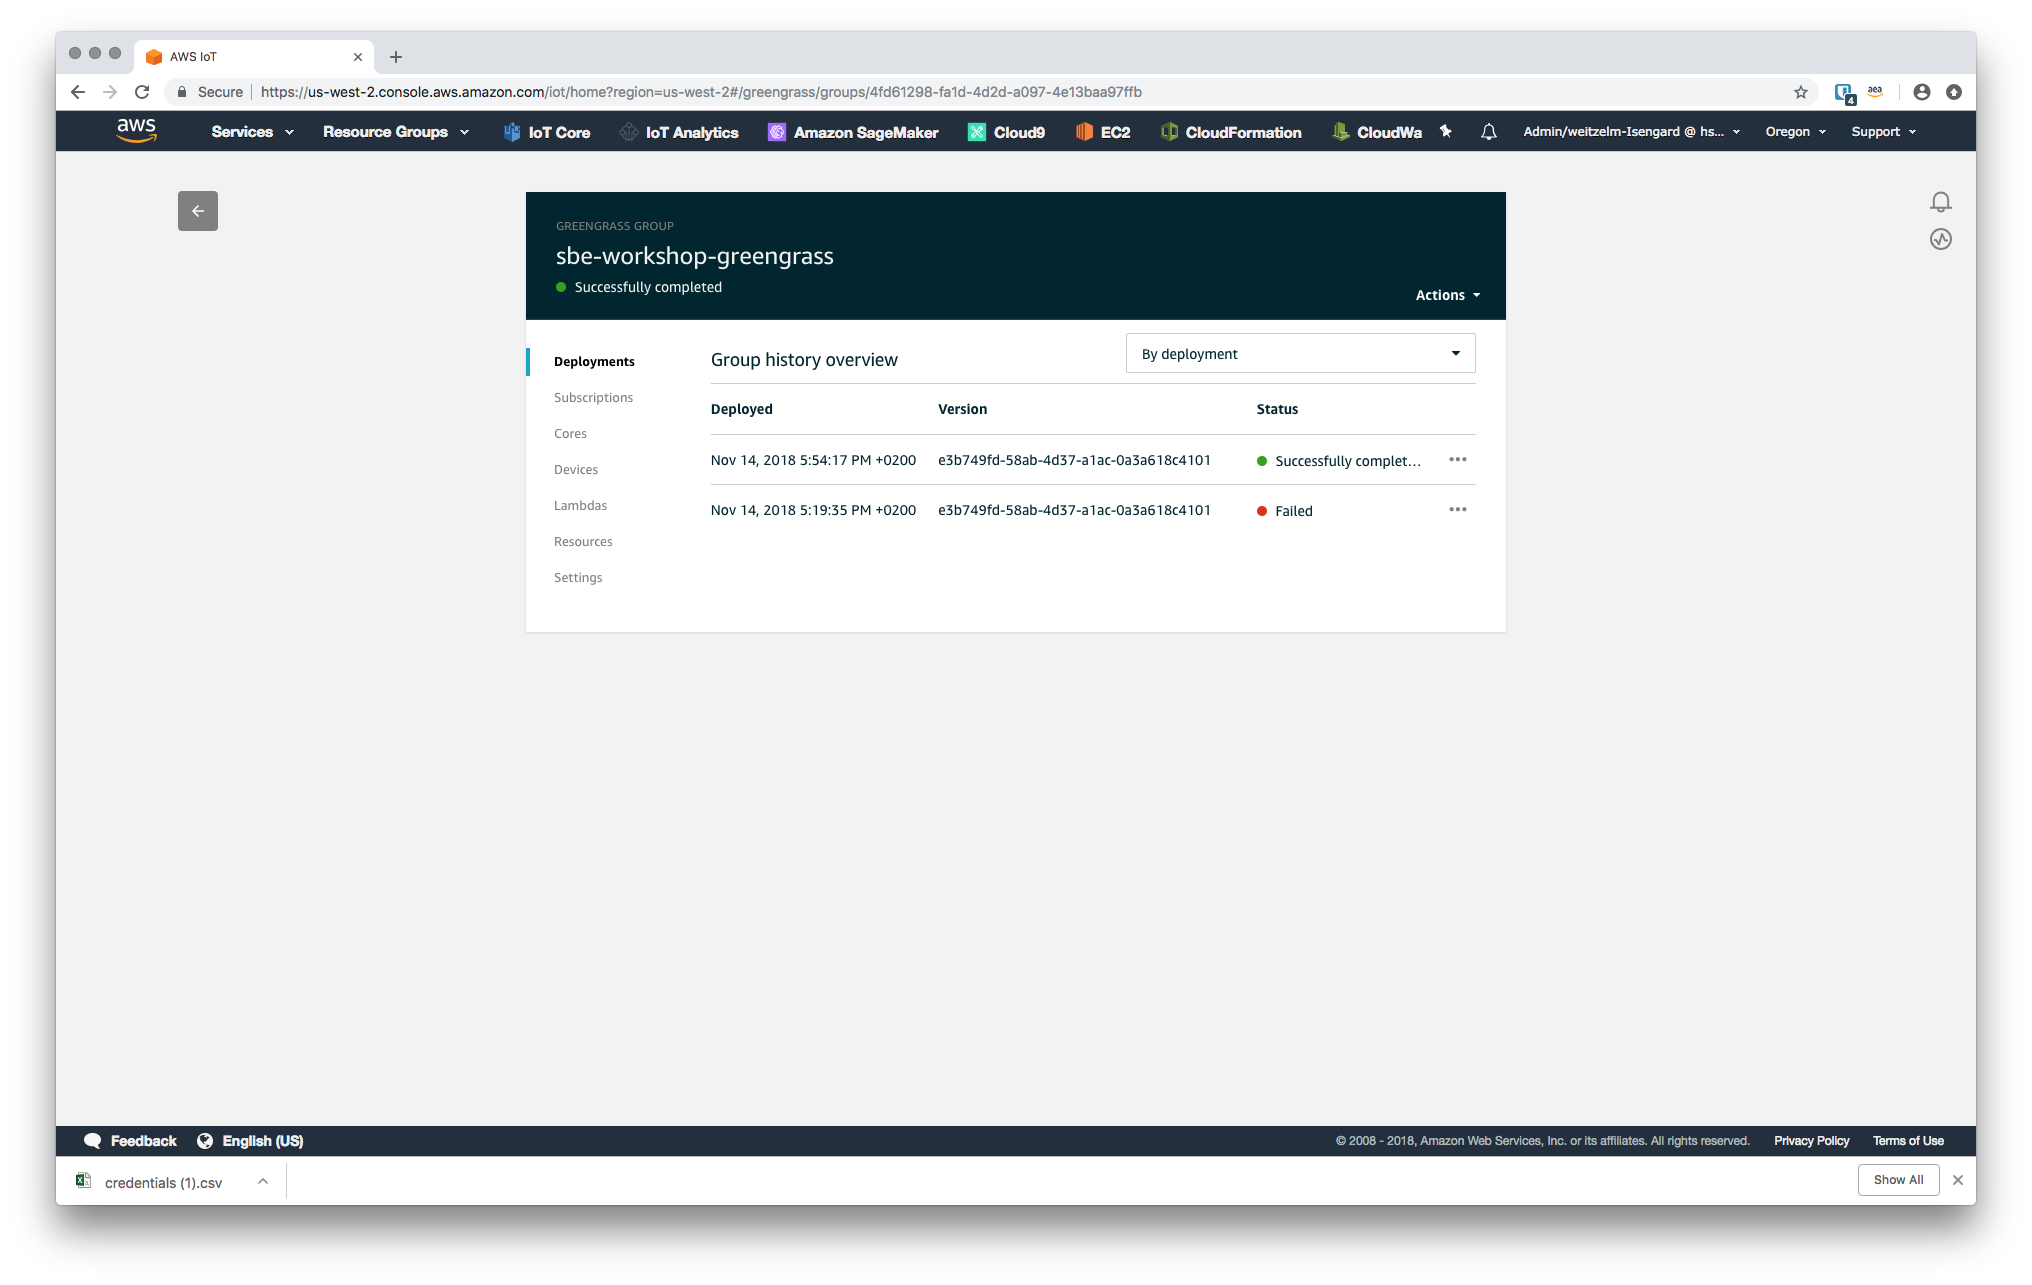 AWS IoT
Secure https://us-west-2.console.aws.amazon.com/iot/home?region=us-west-2#/greengrass/groups/4fd61298-fa1d-4d2d-a097-4e13baa97ffb
4
aea
aws Services Resource Groups IoT Core IoT Analytics Amazon SageMaker Cloud9 EC2 CloudFormation CloudWa Admin/weitzelm-Isengard @ hs... Oregon Support
GREENGRASS GROUP
sbe-workshop-greengrass
Successfully completed
Actions
Deployments
Subscriptions
Cores
Devices
Lambdas
Resources
Settings
Group history overview
By deployment
Deployed Version Status
Nov 14, 2018 5:54:17 PM +0200 e3b749fd-58ab-4d37-a1ac-0a3a618c4101 Successfully complet...
Nov 14, 2018 5:19:35 PM +0200 e3b749fd-58ab-4d37-a1ac-0a3a618c4101 Failed
Feedback English (US) © 2008 - 2018, Amazon Web Services, Inc. or its affiliates. All rights reserved. Privacy Policy Terms of Use
credentials (1).csv Show All